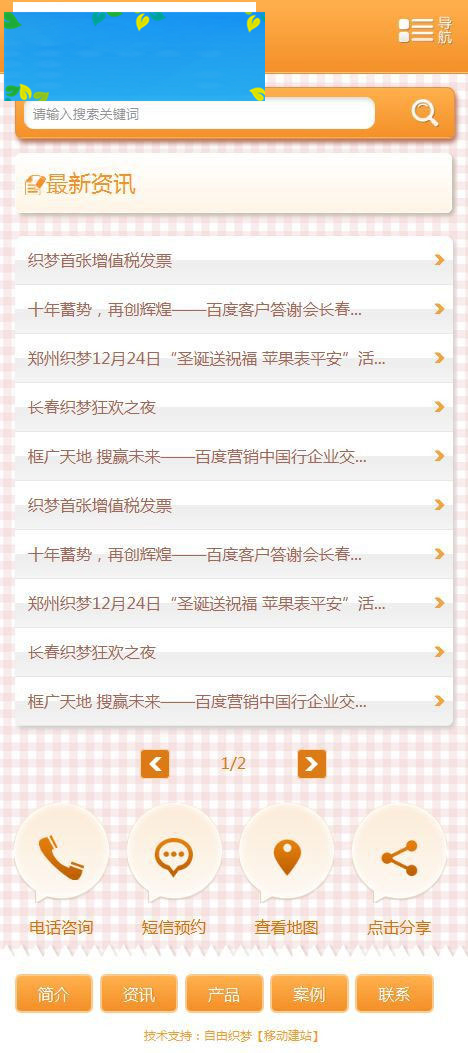 导航
请输入搜索关键词
最新资讯
织梦首张增值税发票
十年蓄势，再创辉煌——百度客户答谢会长春...
郑州织梦12月24日“圣诞送祝福 苹果表平安”活...
长春织梦狂欢之夜
框广天地 搜赢未来——百度营销中国行企业交...
织梦首张增值税发票
十年蓄势，再创辉煌——百度客户答谢会长春...
郑州织梦12月24日“圣诞送祝福 苹果表平安”活...
长春织梦狂欢之夜
框广天地 搜赢未来——百度营销中国行企业交...
1/2
电话咨询 短信预约 查看地图 点击分享
简介 资讯 产品 案例 联系
技术支持：自由织梦【移动建站】